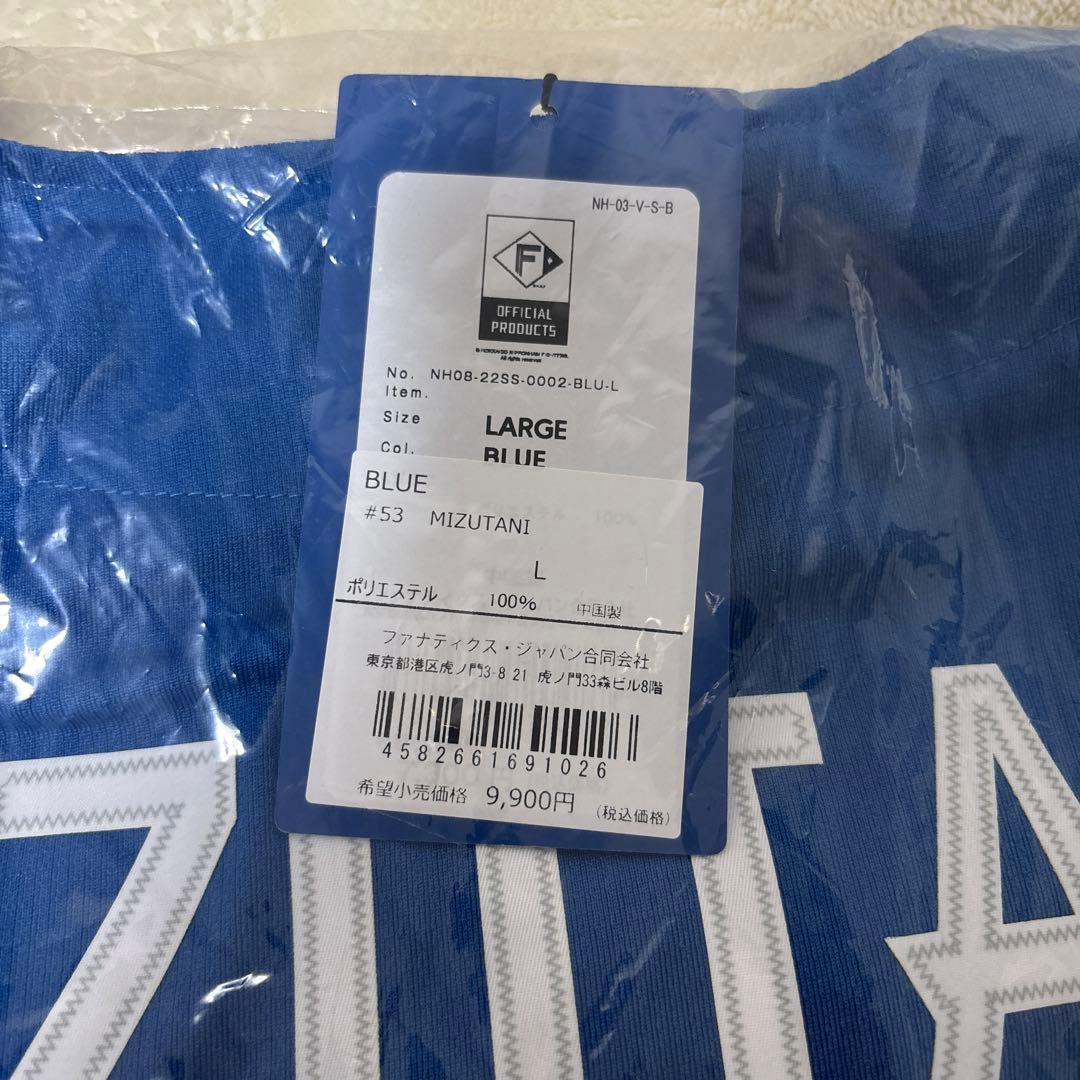 NH-03-V-S-B
F
OFFICIAL
PRODUCTS
All rights reserved.
No. NH08-22SS-0002-BLU-L
Item.
Size LARGE
Col. BLUE
BLUE
#53 MIZUTANI
L
ポリエステル 100% 中国製
ファナティクス・ジャパン合同会社
東京都港区虎ノ門3-8 21 虎ノ門33森ビル8階
4582661691026
希望小売価格 9,900円 (税込価格)
ZUTA